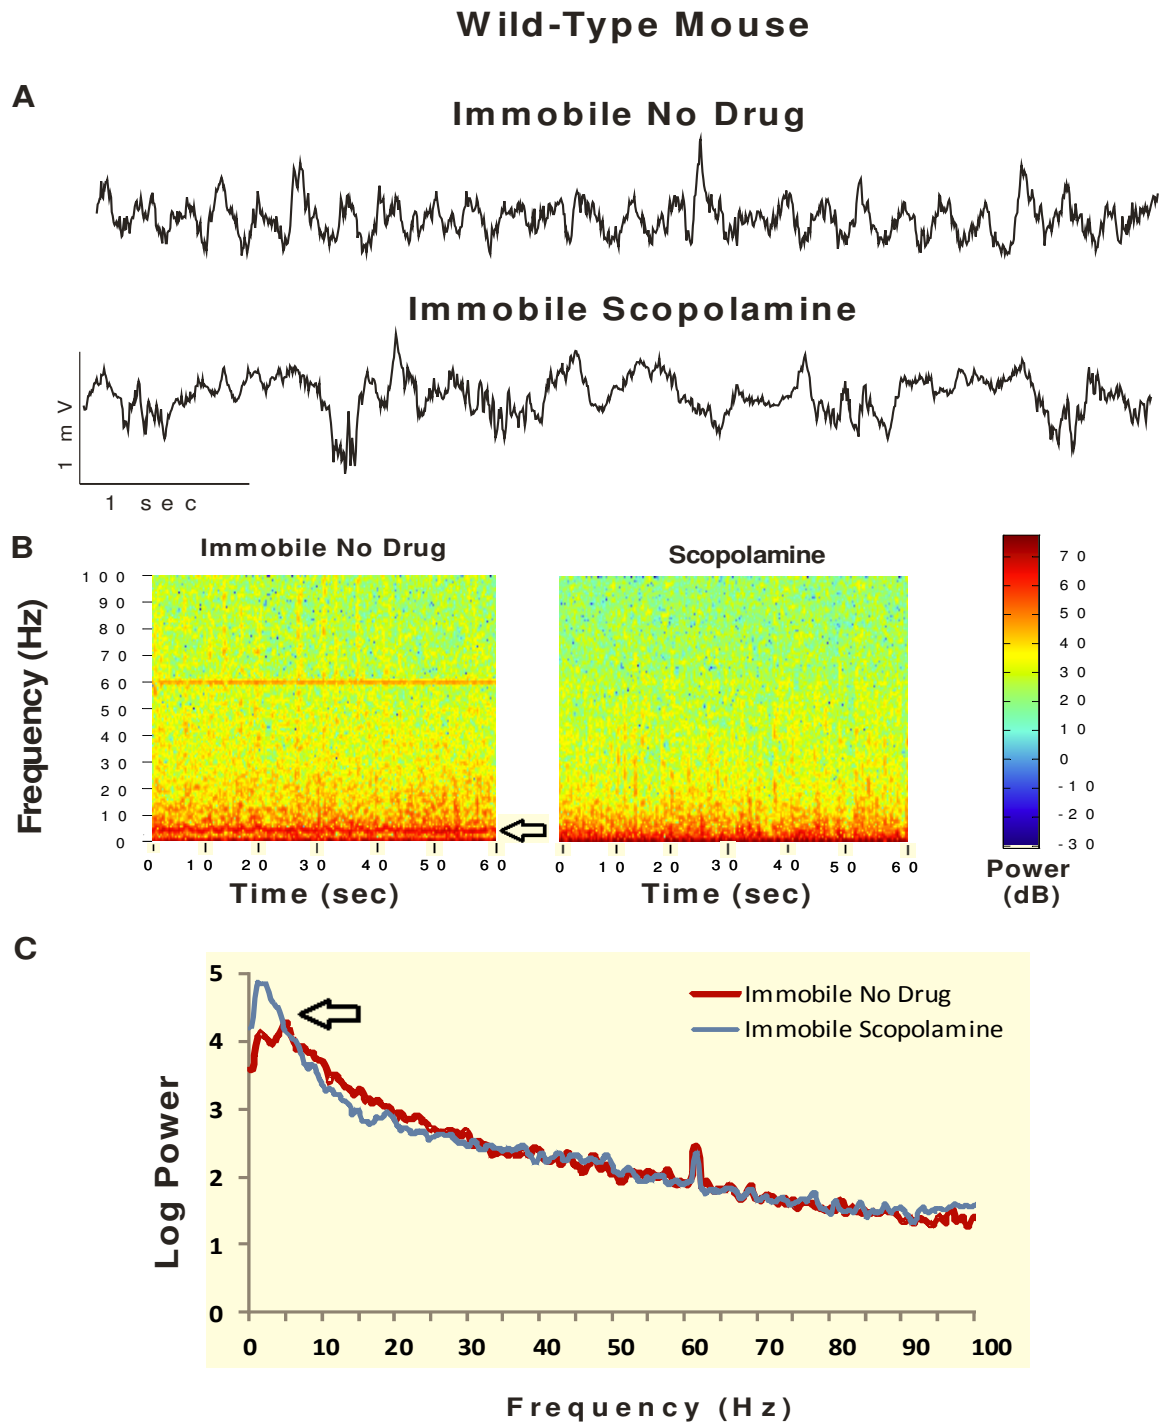 Wild-Type Mouse
A
Immobile No Drug
Immobile Scopolamine
1 mV
1 sec
B
Immobile No Drug
Scopolamine
Frequency (Hz)
100
90
80
70
60
50
40
30
20
10
0
0 10 20 30 40 50 60
Time (sec)
0 10 20 30 40 50 60
Time (sec)
70
60
50
40
30
20
10
0
-10
-20
-30
Power
(dB)
C
Log Power
5
4
3
2
1
0
Immobile No Drug
Immobile Scopolamine
0 10 20 30 40 50 60 70 80 90 100
Frequency (Hz)